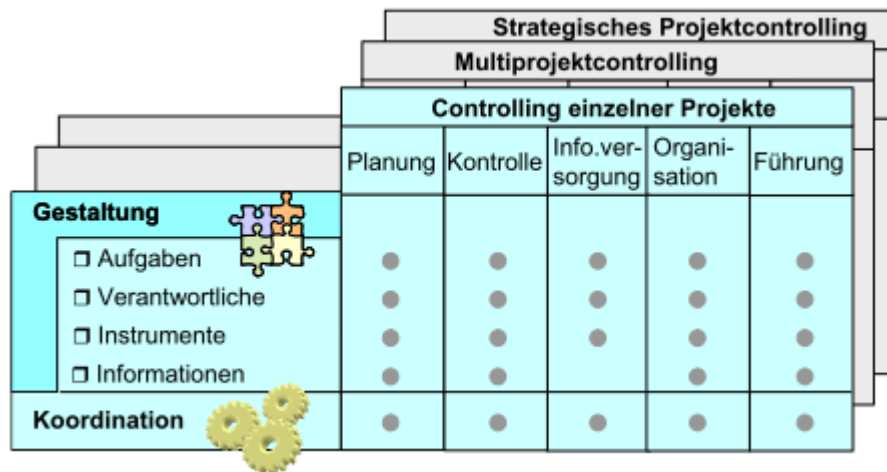 Strategisches Projektcontrolling
Multiprojektcontrolling
Controlling einzelner Projekte
Planung
Kontrolle
Info.ver-
sorgung
Organi-
sation
Führung
Gestaltung
Aufgaben
Verantwortliche
Instrumente
Informationen
Koordination